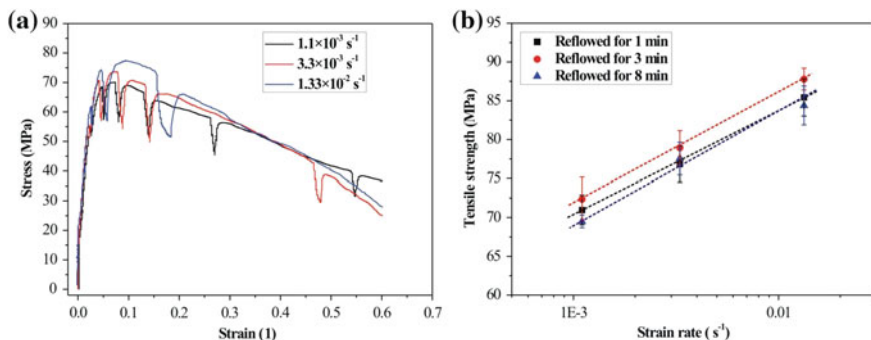 (a)
90
80
70
60
50
40
30
20
10
0
Stress (MPa)
1.1×10⁻³ s⁻¹
3.3×10⁻³ s⁻¹
1.33×10⁻² s⁻¹
0.0 0.1 0.2 0.3 0.4 0.5 0.6 0.7
Strain (1)
(b)
95
90
85
80
75
70
65
60
Tensile strength (MPa)
Reflowed for 1 min
Reflowed for 3 min
Reflowed for 8 min
1E-3 0.01
Strain rate ( s⁻¹)